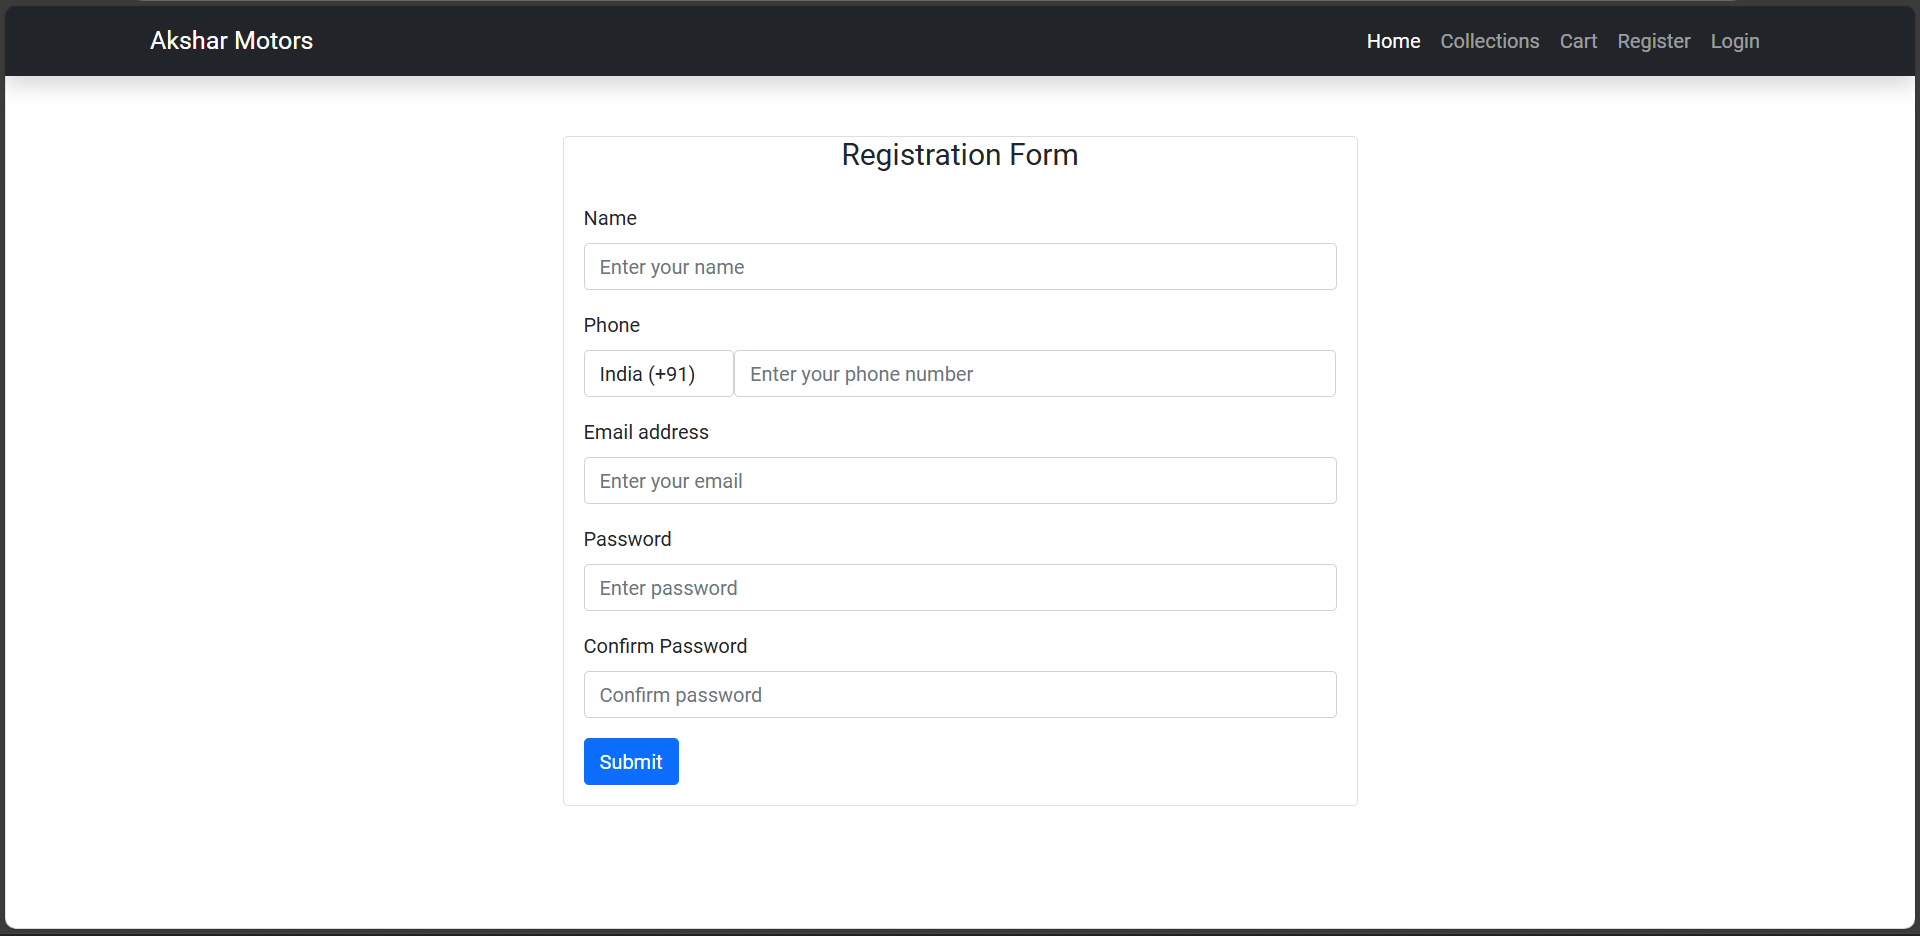 Akshar Motors Home Collections Cart Register Login
Registration Form
Name
Enter your name
Phone
India (+91) Enter your phone number
Email address
Enter your email
Password
Enter password
Confirm Password
Confirm password
Submit